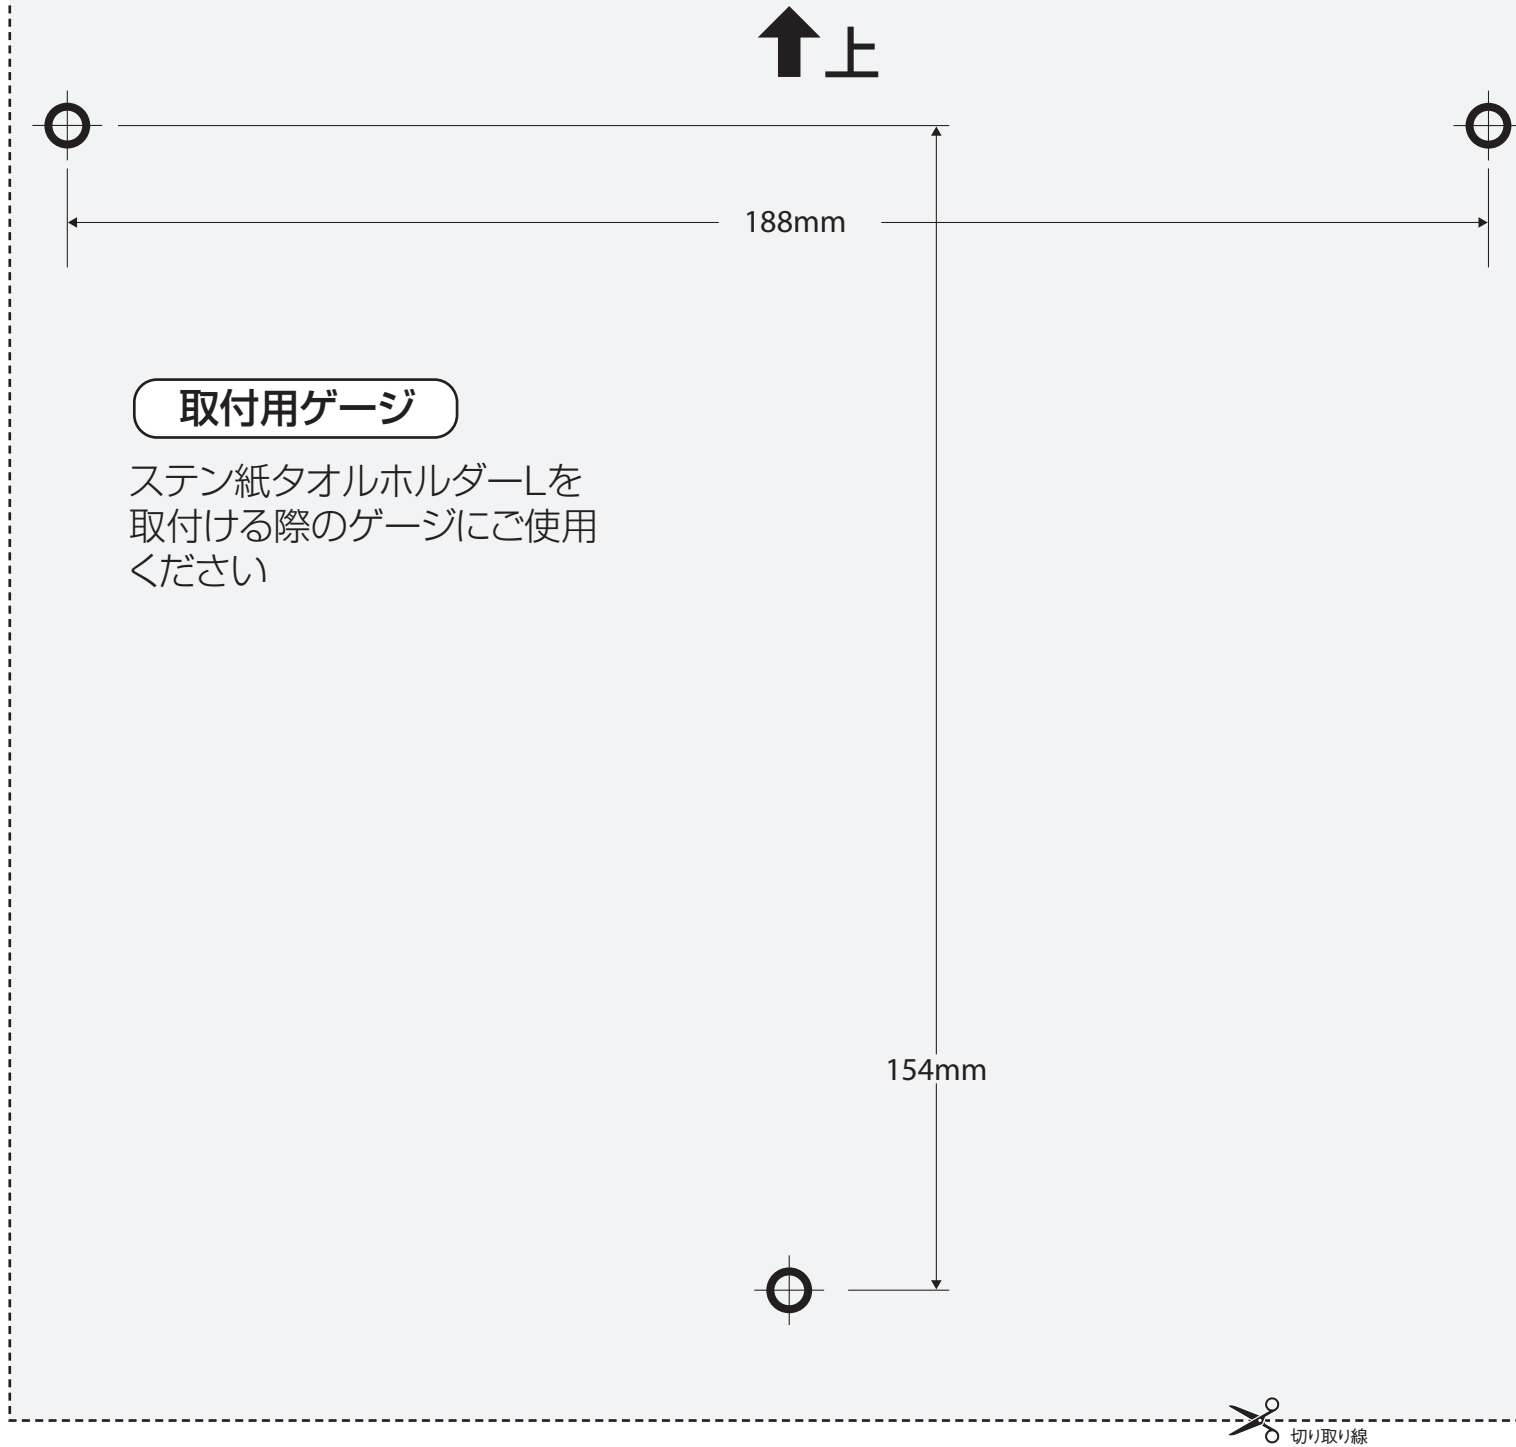 上
188mm
取付用ゲージ
ステン紙タオルホルダーLを
取付ける際のゲージにご使用
ください
154mm
切り取り線